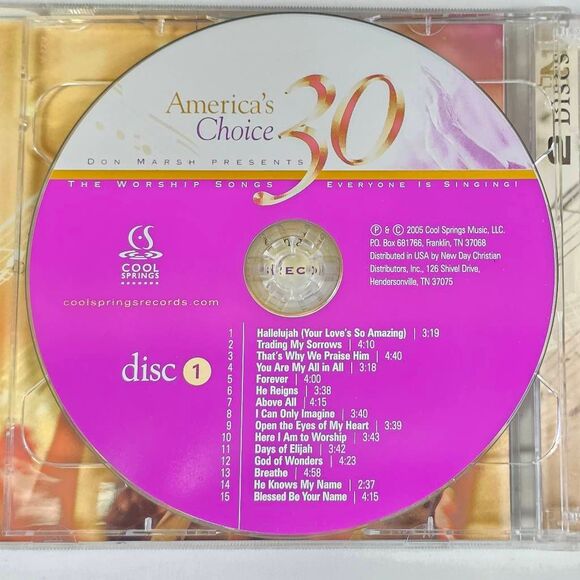 America's
Choice
30
DON MARSH PRESENTS
THE WORSHIP SONGS EVERYONE IS SINGING!
2 DISCS
CS
COOL
SPRINGS
RECORDS
coolspringsrecords.com
℗ & © 2005 Cool Springs Music, LLC.
P.O. Box 681766, Franklin, TN 37068
Distributed in USA by New Day Christian
Distributors, Inc., 126 Shivel Drive,
Hendersonville, TN 37075
disc 1
1 Hallelujah (Your Love's So Amazing) | 3:19
2 Trading My Sorrows | 4:10
3 That's Why We Praise Him | 4:40
4 You Are My All in All | 3:18
5 Forever | 4:00
6 He Reigns | 3:38
7 Above All | 4:15
8 I Can Only Imagine | 3:40
9 Open the Eyes of My Heart | 3:39
10 Here I Am to Worship | 3:43
11 Days of Elijah | 3:42
12 God of Wonders | 4:23
13 Breathe | 4:58
14 He Knows My Name | 2:37
15 Blessed Be Your Name | 4:15